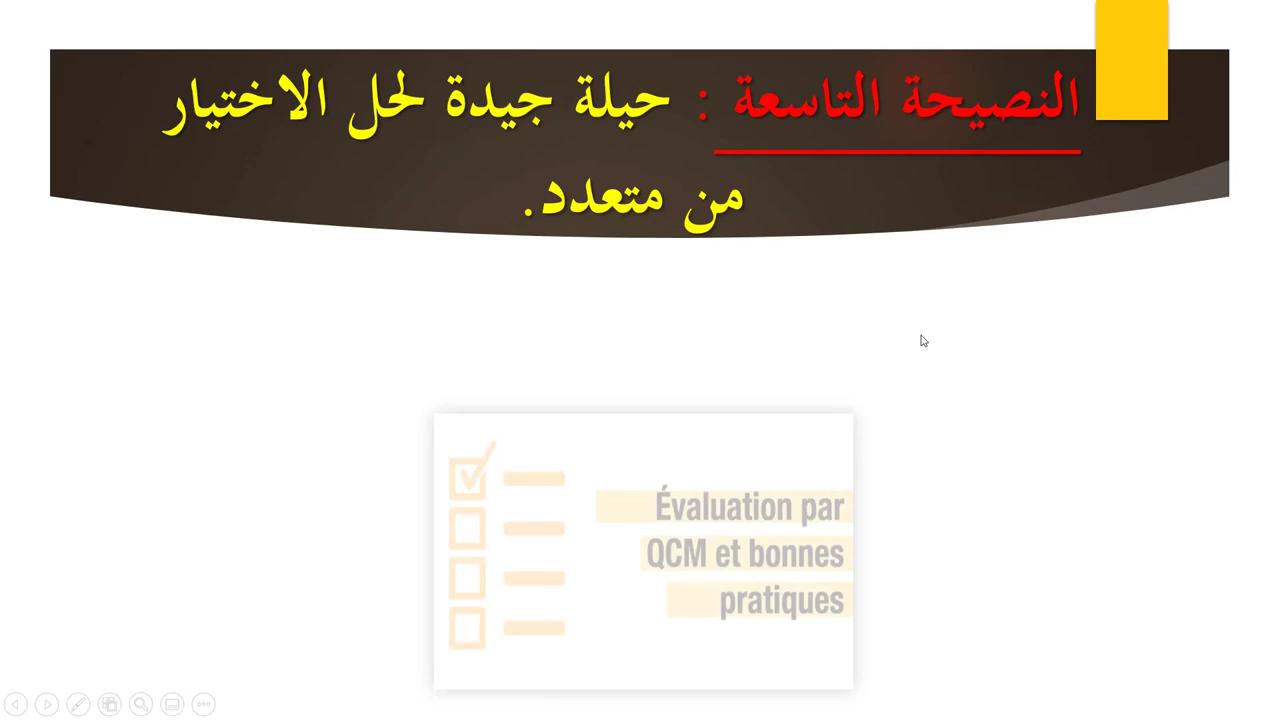 النصيحة التاسعة : حيلة جيدة لحل الاختيار
من متعدد.
Évaluation par
QCM et bonnes
pratiques